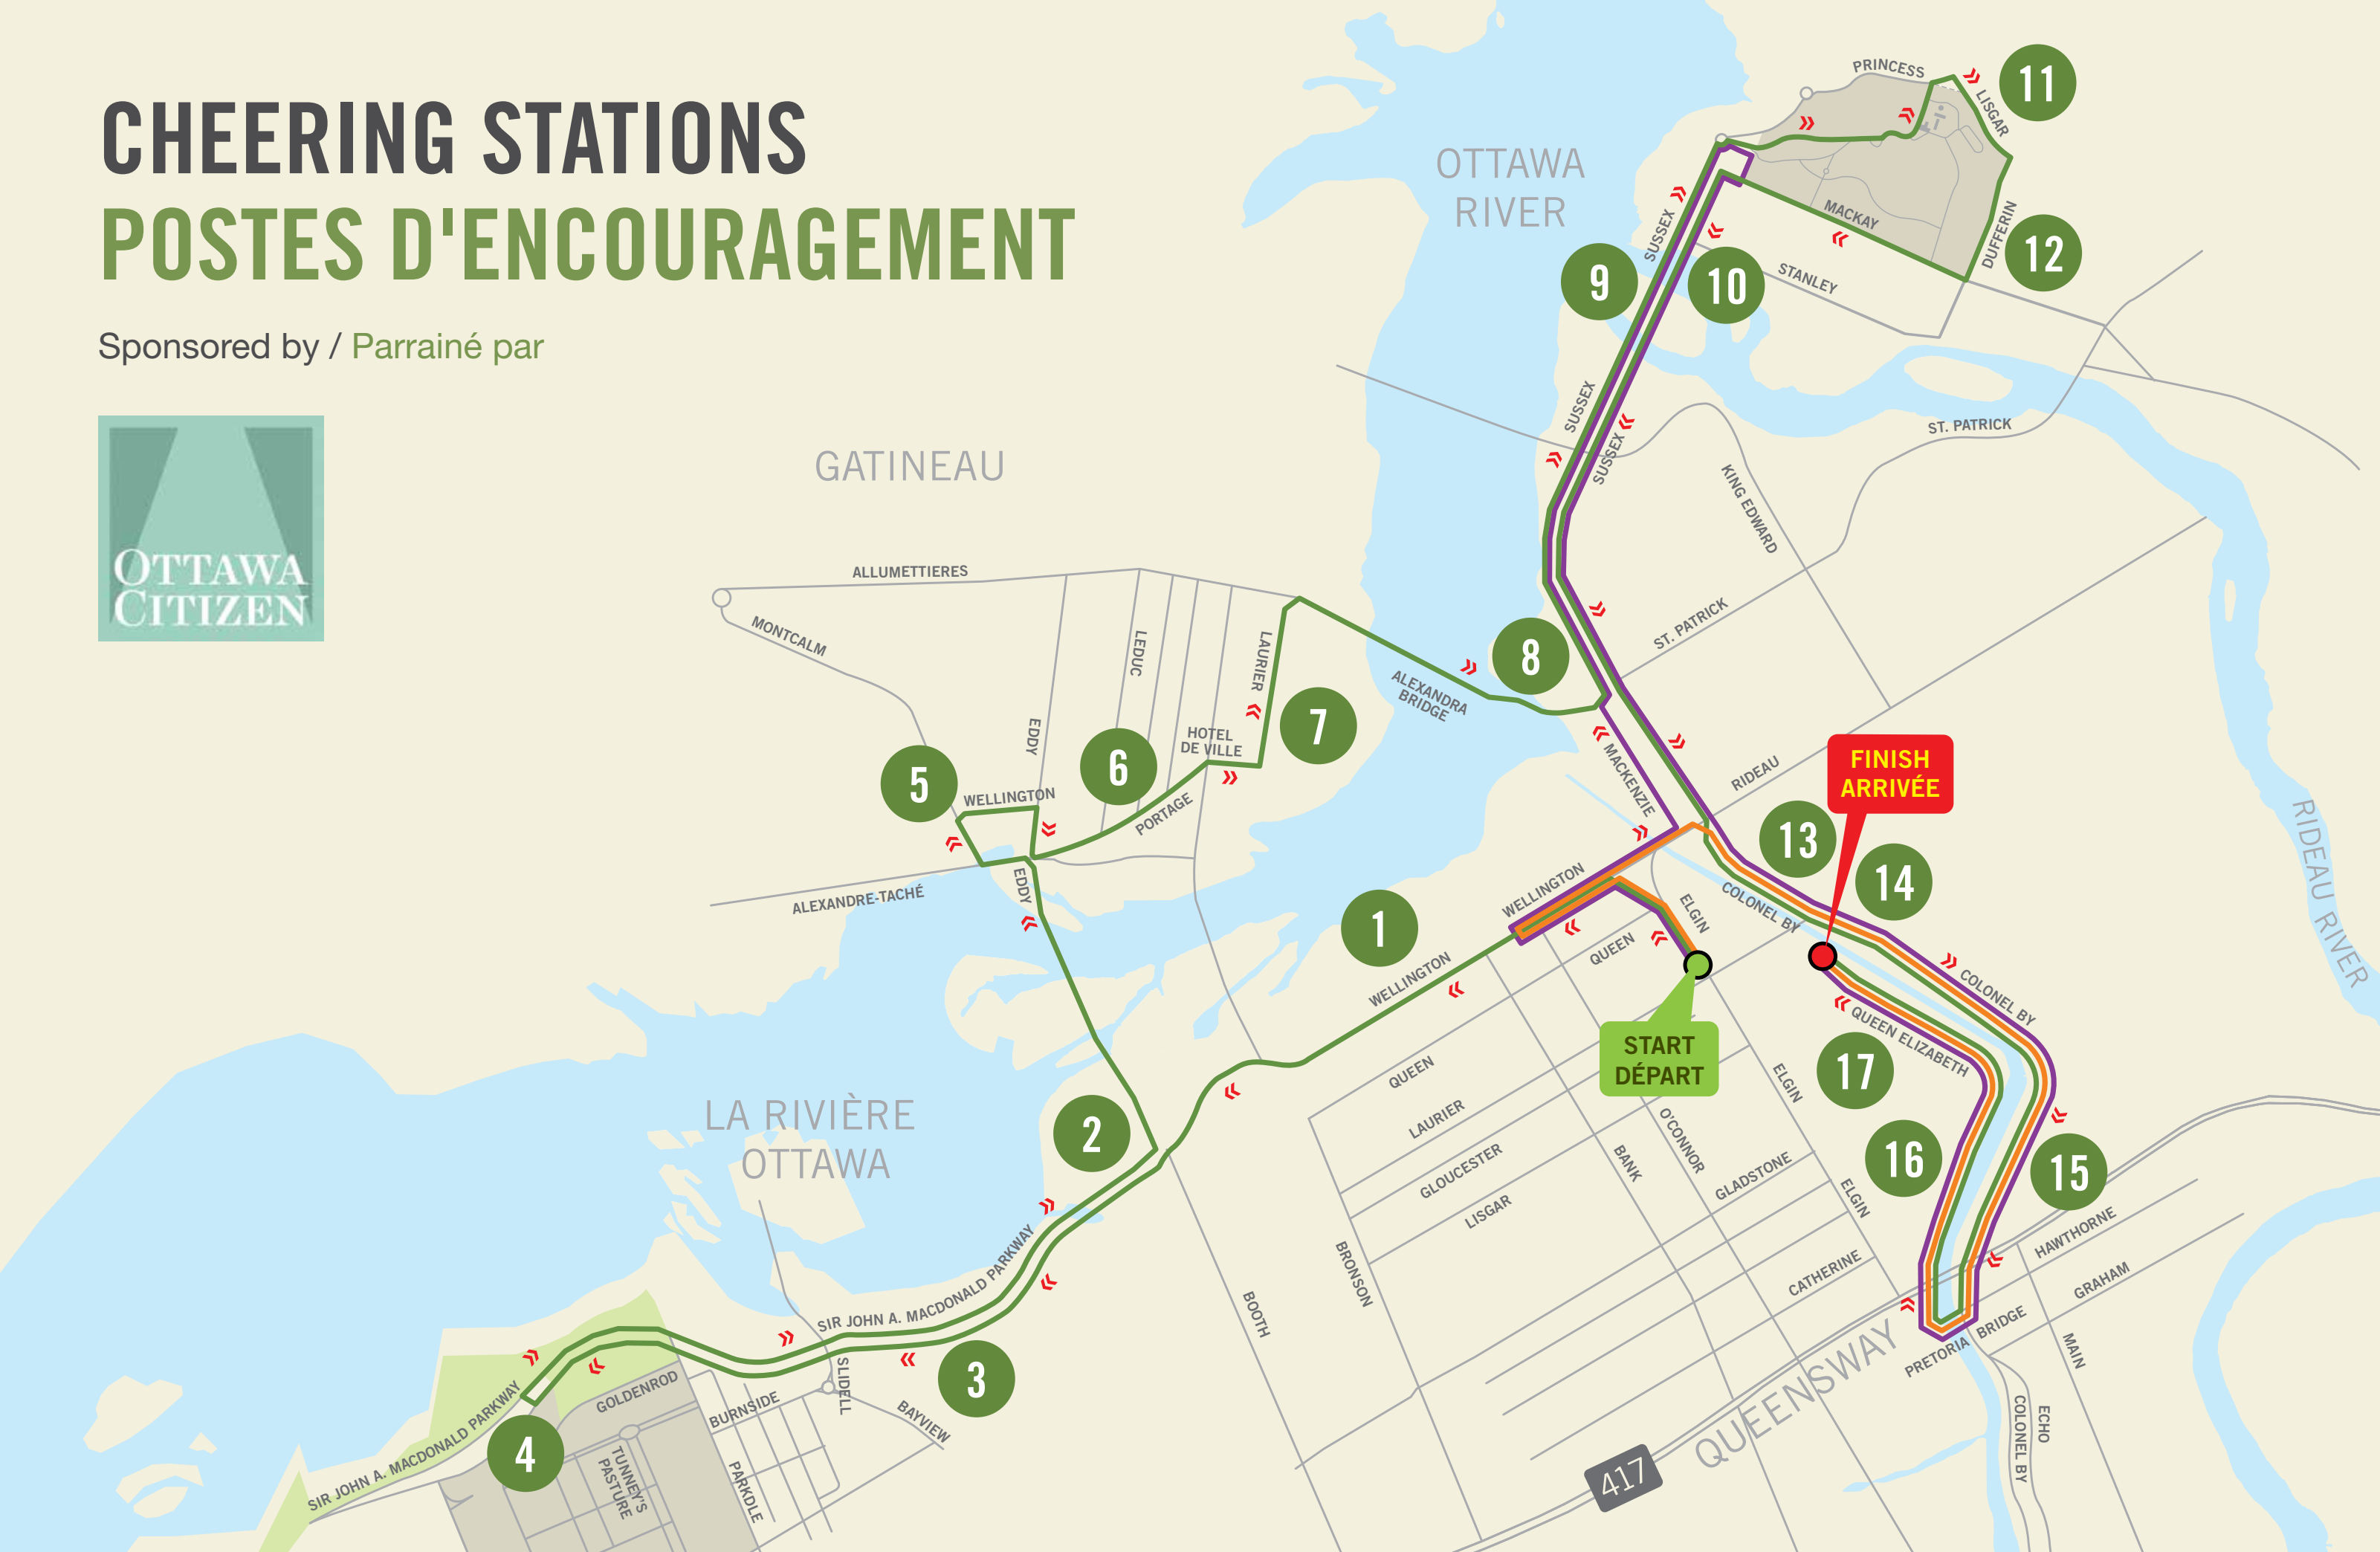 CHEERING STATIONS
POSTES D'ENCOURAGEMENT
Sponsored by / Parrainé par
OTTAWA
CITIZEN
OTTAWA
RIVER
PRINCESS
LISGAR
11
MACKAY
DUFFERIN
12
STANLEY
SUSSEX
9
10
SUSSEX
SUSSEX
ST. PATRICK
KING EDWARD
GATINEAU
ALLUMETTIERES
MONTCALM
LEDUC
LAURIER
EDDY
8
ALEXANDRA
BRIDGE
ST. PATRICK
7
HOTEL
DE VILLE
6
5
WELLINGTON
PORTAGE
MACKENZIE
RIDEAU
FINISH
ARRIVÉE
13
14
RIDEAU RIVER
ALEXANDRE-TACHÉ
EDDY
1
WELLINGTON
ELGIN
COLONEL BY
QUEEN
WELLINGTON
COLONEL BY
QUEEN ELIZABETH
START
DÉPART
17
QUEEN
LAURIER
GLOUCESTER
LISGAR
ELGIN
O'CONNOR
BANK
GLADSTONE
ELGIN
16
15
LA RIVIÈRE
OTTAWA
2
HAWTHORNE
GRAHAM
CATHERINE
BRONSON
BOOTH
SIR JOHN A. MACDONALD PARKWAY
3
PRETORIA BRIDGE
MAIN
QUEENSWAY
417
COLONEL BY
ECHO
SLIDELL
BAYVIEW
BURNSIDE
GOLDENROD
SIR JOHN A. MACDONALD PARKWAY
4
TUNNEY'S
PASTURE
PARKDLE